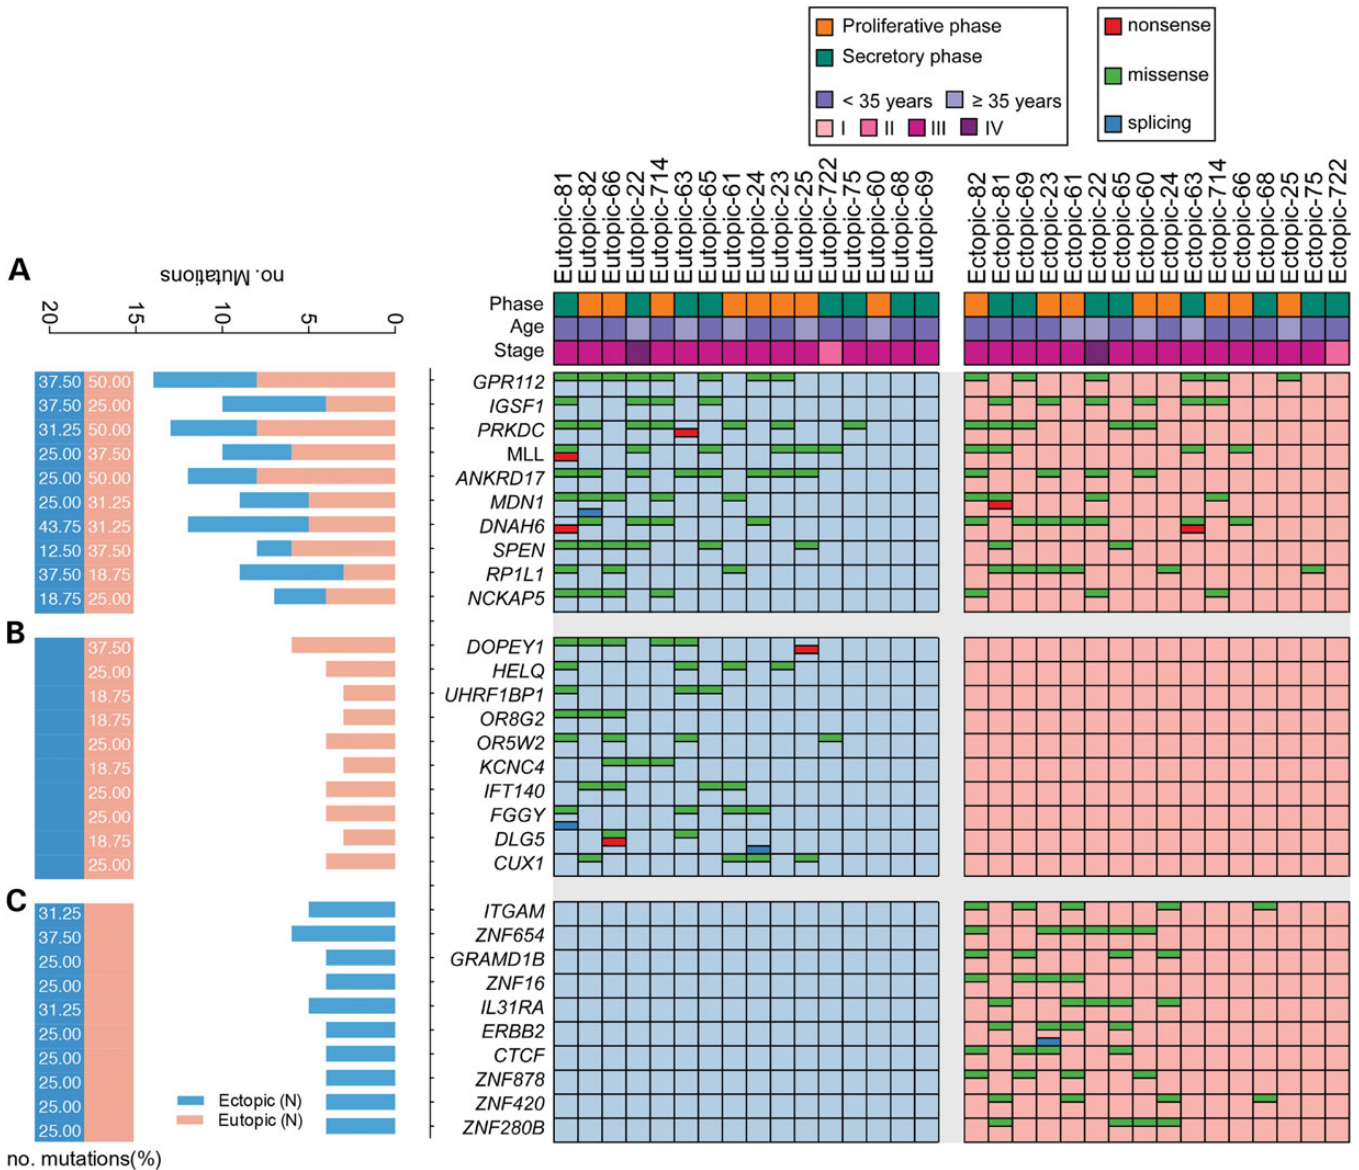 Proliferative phase
Secretory phase
< 35 years ≥ 35 years
I II III IV
nonsense
missense
splicing
Eutopic-81
Eutopic-82
Eutopic-66
Eutopic-22
Eutopic-714
Eutopic-63
Eutopic-65
Eutopic-61
Eutopic-24
Eutopic-23
Eutopic-25
Eutopic-722
Eutopic-75
Eutopic-60
Eutopic-68
Eutopic-69
Ectopic-82
Ectopic-81
Ectopic-69
Ectopic-23
Ectopic-61
Ectopic-22
Ectopic-65
Ectopic-60
Ectopic-24
Ectopic-63
Ectopic-714
Ectopic-66
Ectopic-68
Ectopic-25
Ectopic-75
Ectopic-722
A
no. Mutations
20 15 10 5 0
Phase
Age
Stage
37.50 50.00 GPR112
37.50 25.00 IGSF1
31.25 50.00 PRKDC
25.00 37.50 MLL
25.00 50.00 ANKRD17
25.00 31.25 MDN1
43.75 31.25 DNAH6
12.50 37.50 SPEN
37.50 18.75 RP1L1
18.75 25.00 NCKAP5
B
37.50 DOPEY1
25.00 HELQ
18.75 UHRF1BP1
18.75 OR8G2
25.00 OR5W2
18.75 KCNC4
25.00 IFT140
25.00 FGGY
18.75 DLG5
25.00 CUX1
C
31.25 ITGAM
37.50 ZNF654
25.00 GRAMD1B
25.00 ZNF16
31.25 IL31RA
25.00 ERBB2
25.00 CTCF
25.00 ZNF878
25.00 ZNF420
25.00 ZNF280B
Ectopic (N)
Eutopic (N)
no. mutations(%)